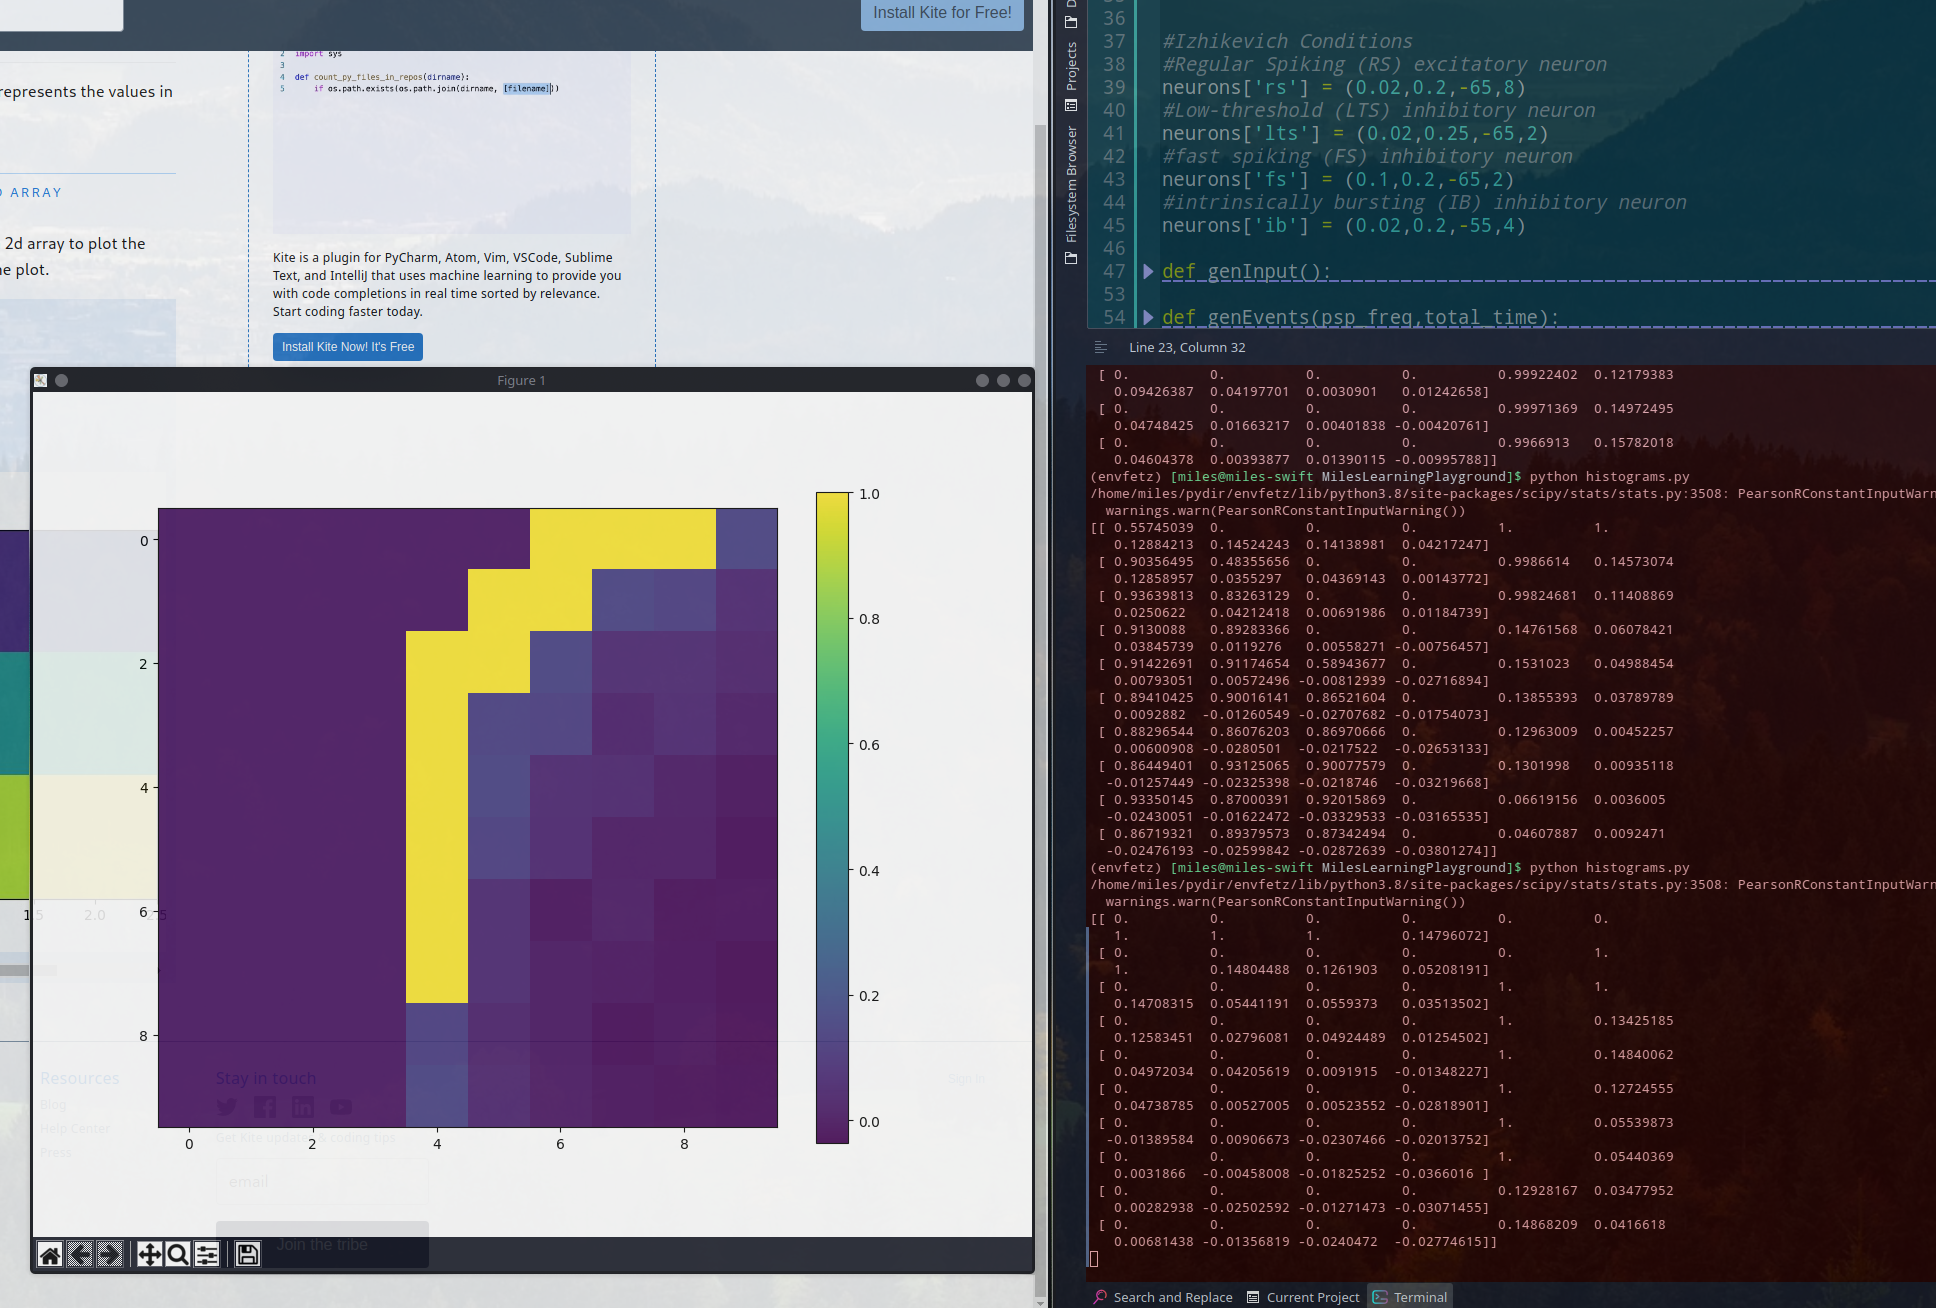 Install Kite for Free!
2 import sys
3
4 def count_py_files_in_repos(dirname):
5 if os.path.exists(os.path.join(dirname, [filename]))
represents the values in
ARRAY
2d array to plot the
plot.
Kite is a plugin for PyCharm, Atom, Vim, VSCode, Sublime
Text, and IntelliJ that uses machine learning to provide you
with code completions in real time sorted by relevance.
Start coding faster today.
Install Kite Now! It's Free
Figure 1
1.0
0.8
0.6
0.4
0.2
0.0
0
2
4
6
8
0 2 4 6 8
2.0
Resources
Blog
Help Center
Press
Stay in touch
Get Kite updates & coding tips
email
Join the tribe
Sign in
Projects
Filesystem Browser
36
37 #Izhikevich Conditions
38 #Regular Spiking (RS) excitatory neuron
39 neurons['rs'] = (0.02,0.2,-65,8)
40 #Low-threshold (LTS) inhibitory neuron
41 neurons['lts'] = (0.02,0.25,-65,2)
42 #fast spiking (FS) inhibitory neuron
43 neurons['fs'] = (0.1,0.2,-65,2)
44 #intrinsically bursting (IB) inhibitory neuron
45 neurons['ib'] = (0.02,0.2,-55,4)
46
47 def genInput():
53
54 def genEvents(psp_freq,total_time):
Line 23, Column 32
[ 0. 0. 0. 0. 0.99922402 0.12179383
0.09426387 0.04197701 0.0030901 0.01242658]
[ 0. 0. 0. 0. 0.99971369 0.14972495
0.04748425 0.01663217 0.00401838 -0.00420761]
[ 0. 0. 0. 0. 0.9966913 0.15782018
0.04604378 0.00393877 0.01390115 -0.00995788]]
(envfetz) [miles@miles-swift MilesLearningPlayground]$ python histograms.py
/home/miles/pydir/envfetz/lib/python3.8/site-packages/scipy/stats/stats.py:3508: PearsonRConstantInputWarn
warnings.warn(PearsonRConstantInputWarning())
[[ 0.55745039 0. 0. 0. 1. 1.
0.12884213 0.14524243 0.14138981 0.04217247]
[ 0.90356495 0.48355656 0. 0. 0.9986614 0.14573074
0.12858957 0.0355297 0.04369143 0.00143772]
[ 0.93639813 0.83263129 0. 0. 0.99824681 0.11408869
0.0250622 0.04212418 0.00691986 0.01184739]
[ 0.9130088 0.89283366 0. 0. 0.14761568 0.06078421
0.03845739 0.0119276 0.00558271 -0.00756457]
[ 0.91422691 0.91174654 0.58943677 0. 0.1531023 0.04988454
0.00793051 0.00572496 -0.00812939 -0.02716894]
[ 0.89410425 0.90016141 0.86521604 0. 0.13855393 0.03789789
0.0092882 -0.01260549 -0.02707682 -0.01754073]
[ 0.88296544 0.86076203 0.86970666 0. 0.12963009 0.00452257
0.00600908 -0.0280501 -0.0217522 -0.02653133]
[ 0.86449401 0.93125065 0.90077579 0. 0.1301998 0.00935118
-0.01257449 -0.02325398 -0.0218746 -0.03219668]
[ 0.93350145 0.87000391 0.92015869 0. 0.06619156 0.0036005
-0.02430051 -0.01622472 -0.03329533 -0.03165535]
[ 0.86719321 0.89379573 0.87342494 0. 0.04607887 0.0092471
-0.02476193 -0.02599842 -0.02872639 -0.03801274]]
(envfetz) [miles@miles-swift MilesLearningPlayground]$ python histograms.py
/home/miles/pydir/envfetz/lib/python3.8/site-packages/scipy/stats/stats.py:3508: PearsonRConstantInputWarn
warnings.warn(PearsonRConstantInputWarning())
[[ 0. 0. 0. 0. 0. 0.
1. 1. 1. 0.14796072]
[ 0. 0. 0. 0. 0. 1.
1. 0.14804488 0.1261903 0.05208191]
[ 0. 0. 0. 0. 1. 1.
0.14708315 0.05441191 0.0559373 0.03513502]
[ 0. 0. 0. 0. 1. 0.13425185
0.12583451 0.02796081 0.04924489 0.01254502]
[ 0. 0. 0. 0. 1. 0.14840062
0.04972034 0.04205619 0.0091915 -0.01348227]
[ 0. 0. 0. 0. 1. 0.12724555
0.04738785 0.00527005 0.00523552 -0.02818901]
[ 0. 0. 0. 0. 1. 0.05539873
-0.01389584 0.00906673 -0.02307466 -0.02013752]
[ 0. 0. 0. 0. 1. 0.05440369
0.0031866 -0.00458008 -0.01825252 -0.0366016 ]
[ 0. 0. 0. 0. 0.12928167 0.03477952
0.00282938 -0.02502592 -0.01271473 -0.03071455]
[ 0. 0. 0. 0. 0.14868209 0.0416618
0.00681438 -0.01356819 -0.0240472 -0.02774615]]
Search and Replace Current Project Terminal